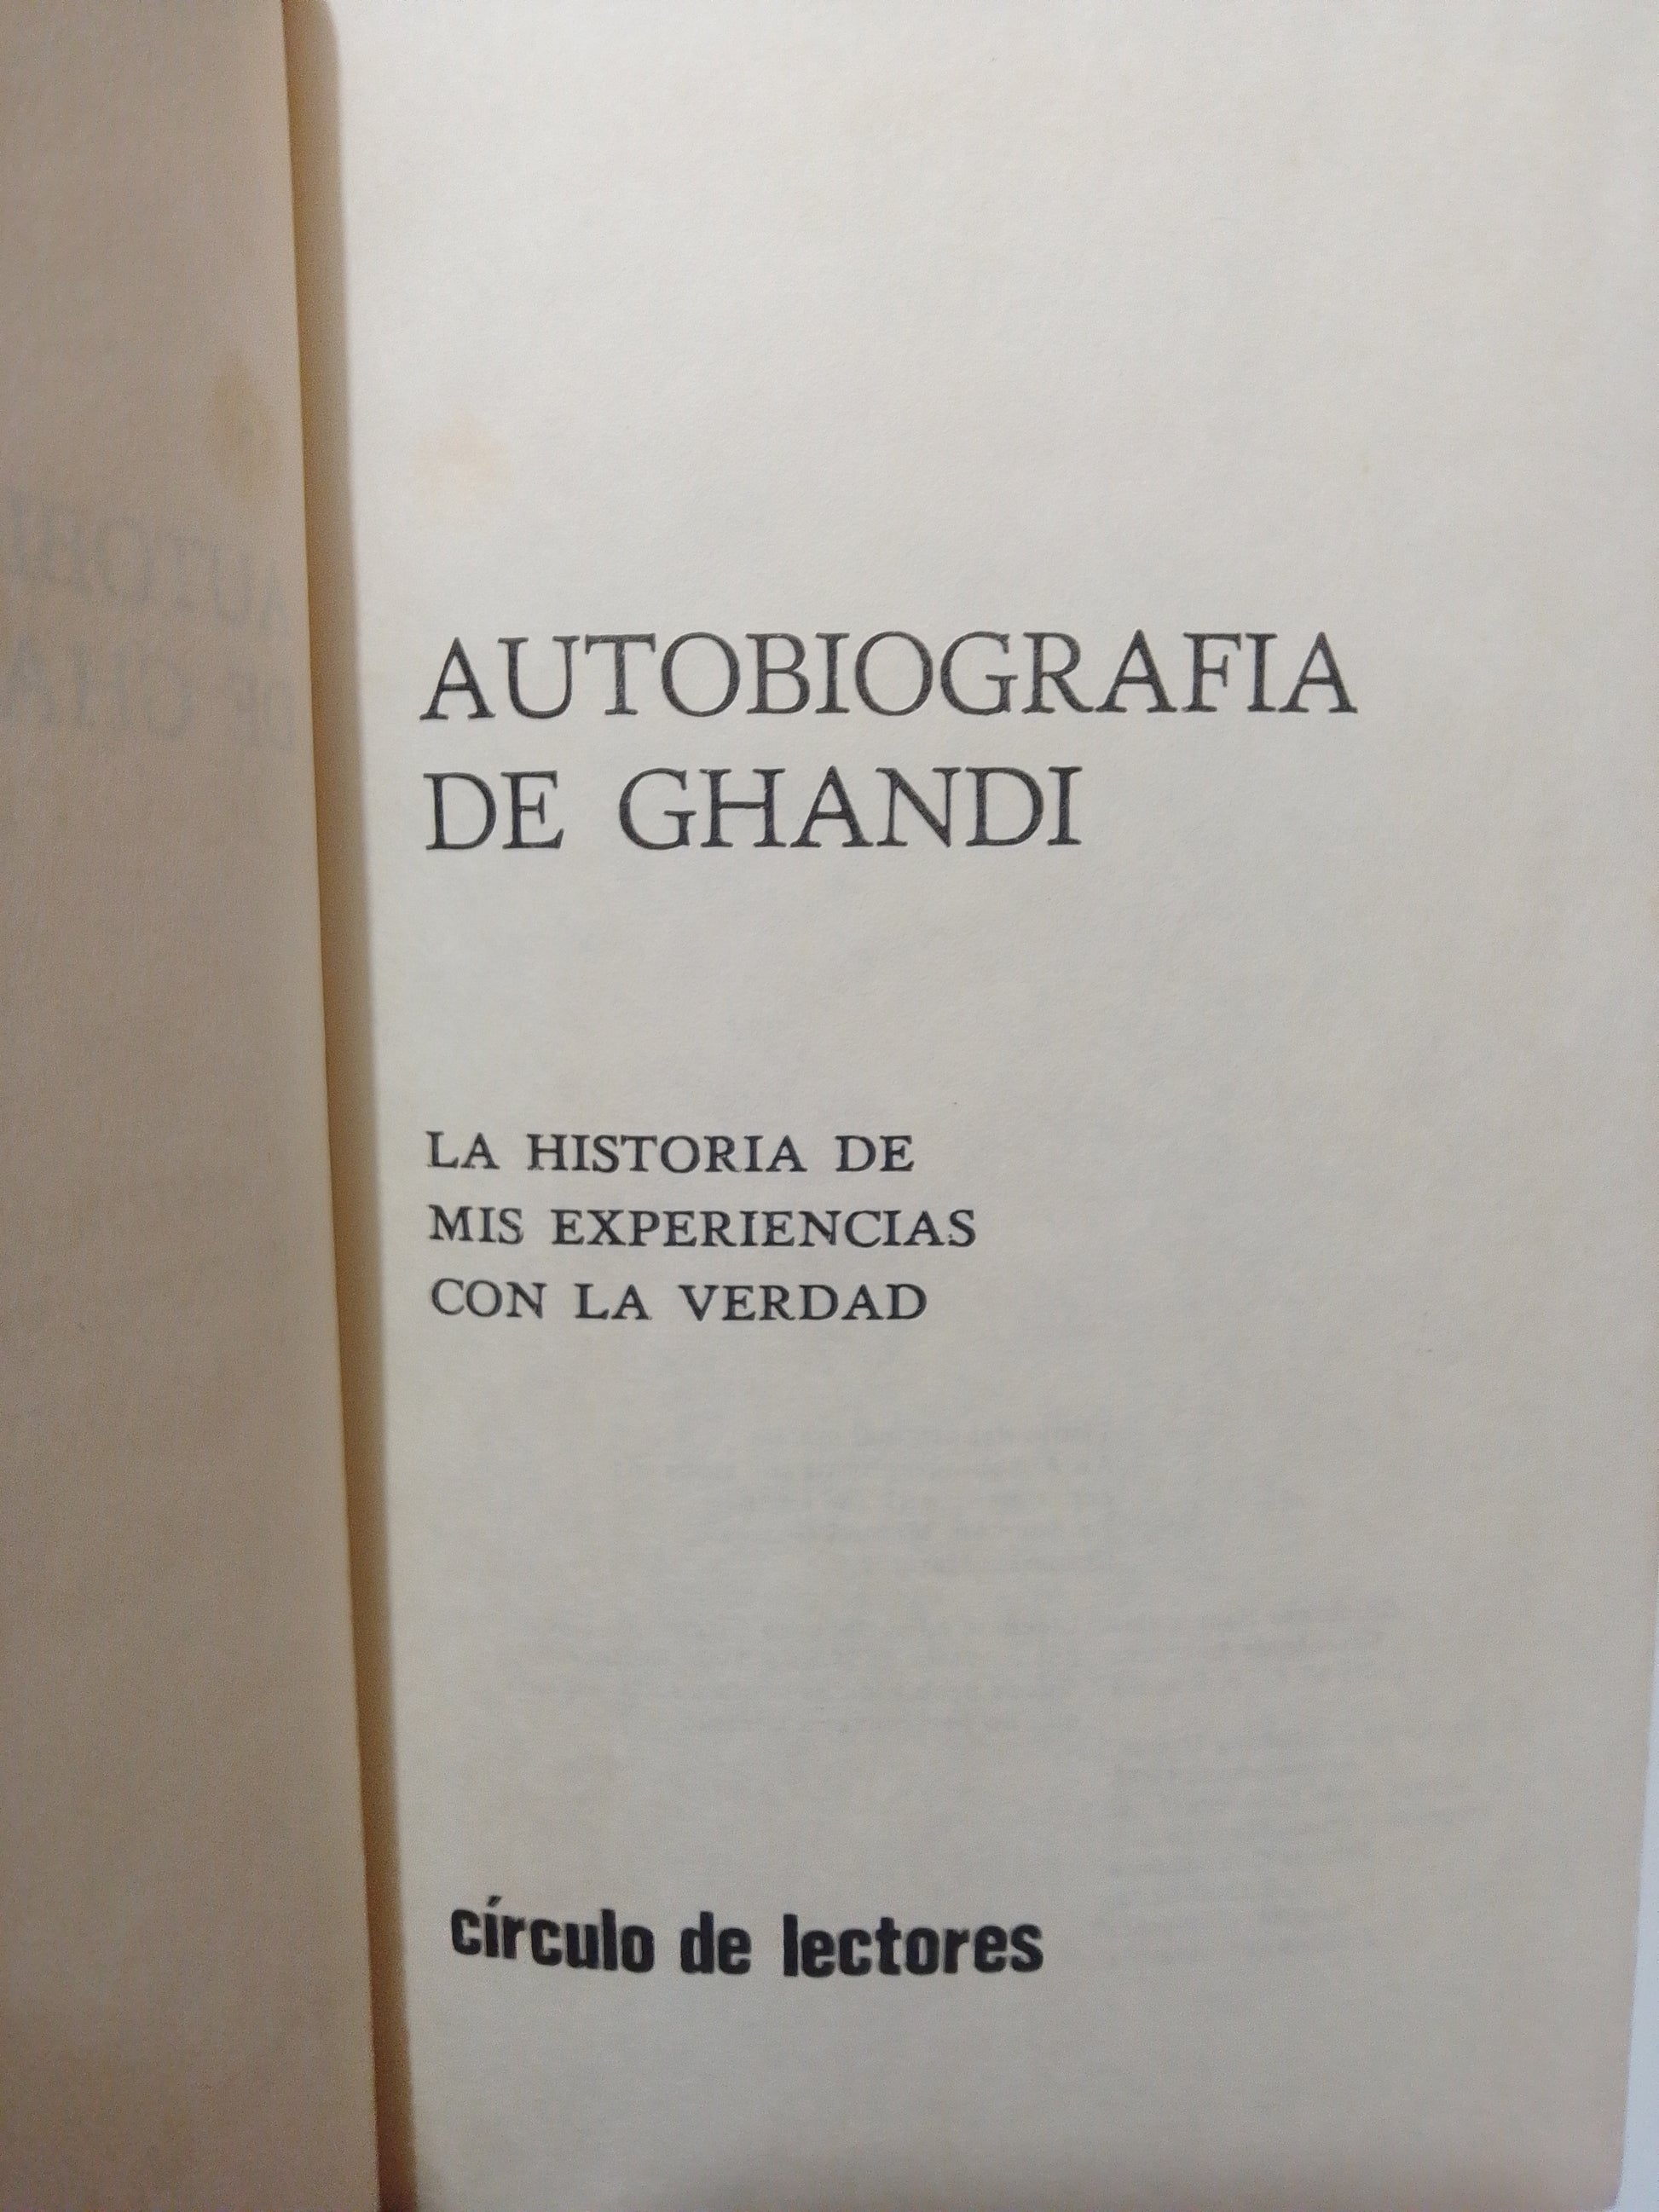 AUTOBIOGRAFIA
DE GHANDI
LA HISTORIA DE
MIS EXPERIENCIAS
CON LA VERDAD
círculo de lectores